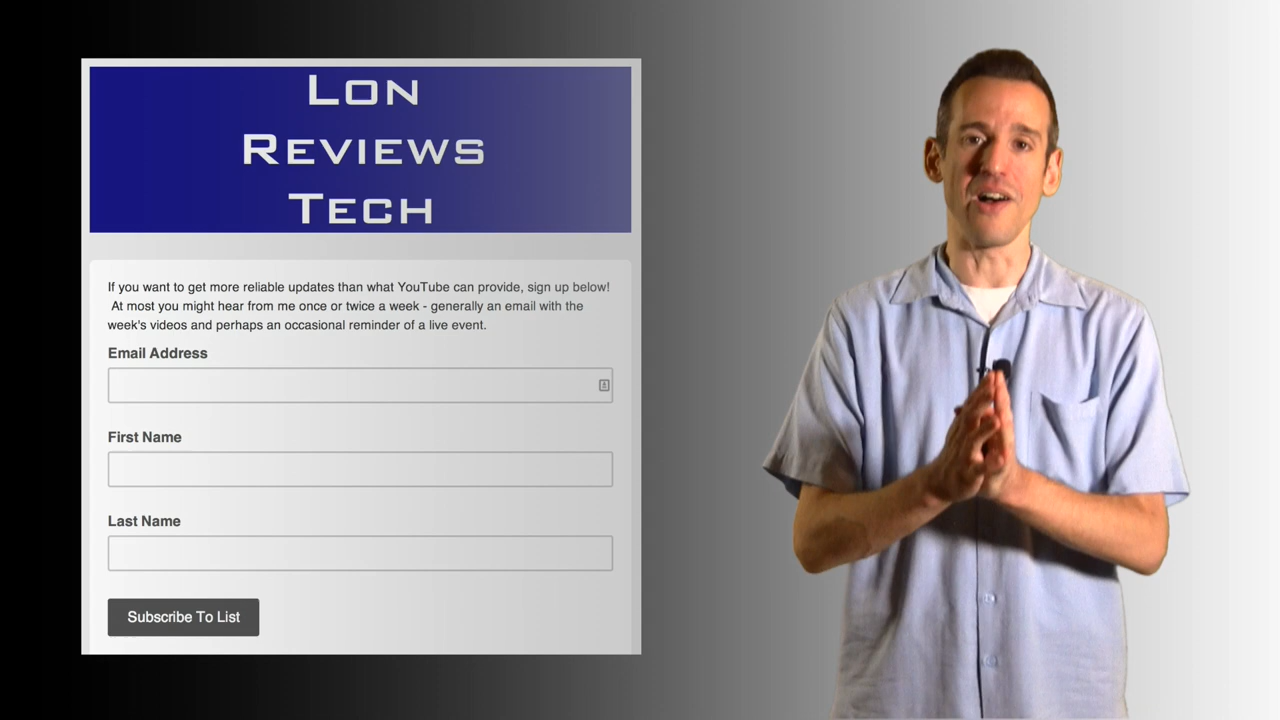 LON
REVIEWS
TECH
If you want to get more reliable updates than what YouTube can provide, sign up below!
At most you might hear from me once or twice a week - generally an email with the
week's videos and perhaps an occasional reminder of a live event.
Email Address
First Name
Last Name
Subscribe To List